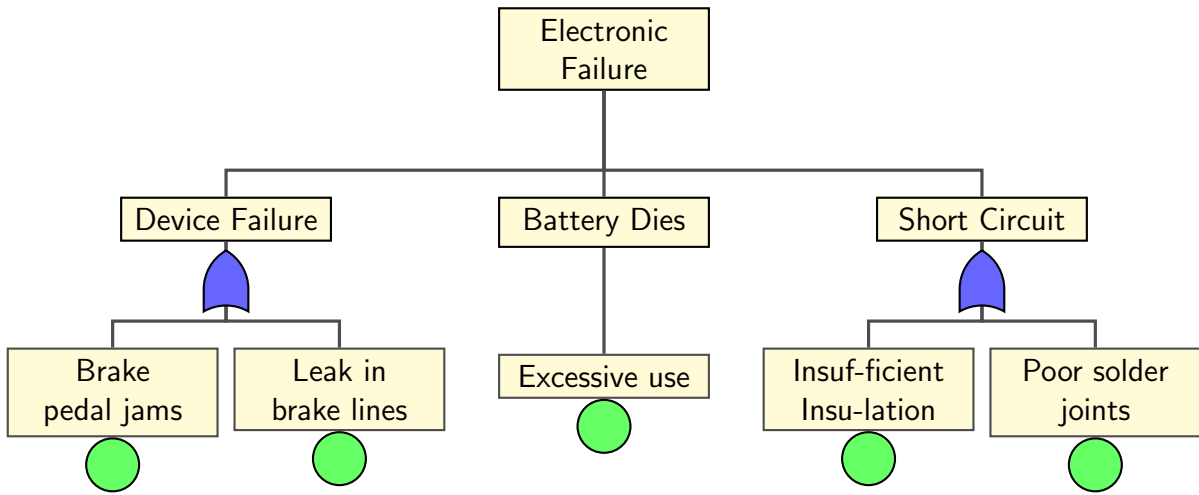 Electronic
Failure
Device Failure
Battery Dies
Short Circuit
Brake
pedal jams
Leak in
brake lines
Excessive use
Insuf-ficient
Insu-lation
Poor solder
joints